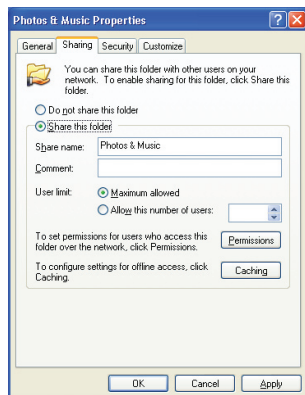 Photos & Music Properties
General Sharing Security Customize
You can share this folder with other users on your
network. To enable sharing for this folder, click Share this
folder.
Do not share this folder
Share this folder
Share name: Photos & Music
Comment:
User limit: Maximum allowed
Allow this number of users:
To set permissions for users who access this
folder over the network, click Permissions.
Permissions
To configure settings for offline access, click
Caching.
Caching
OK Cancel Apply